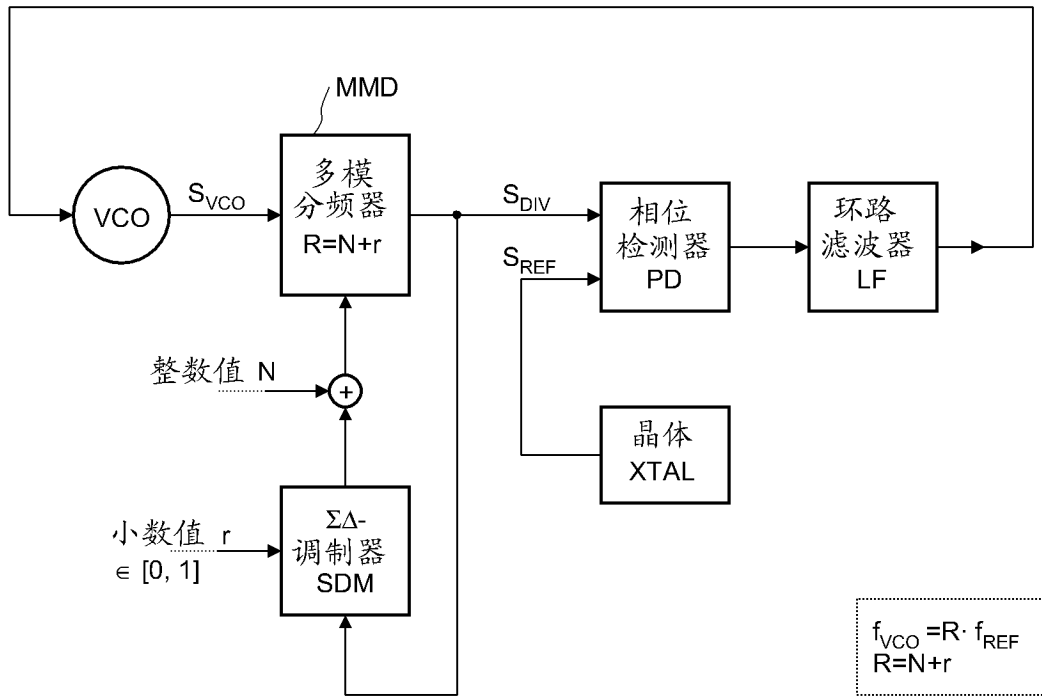 MMD
多模
分频器
R=N+r
VCO
S_VCO
S_DIV
S_REF
相位
检测器
PD
环路
滤波器
LF
整数值 N
+
晶体
XTAL
ΣΔ-
调制器
SDM
小数值 r
∈ [0, 1]
f_VCO =R· f_REF
R=N+r